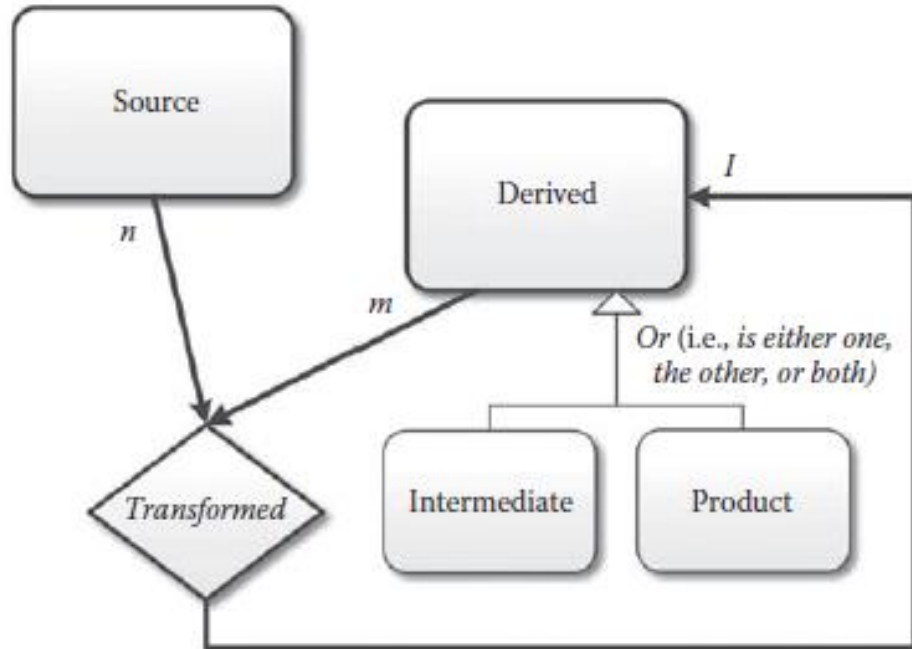 Source
Derived
I
n
m
Or (i.e., is either one,
the other, or both)
Transformed
Intermediate
Product